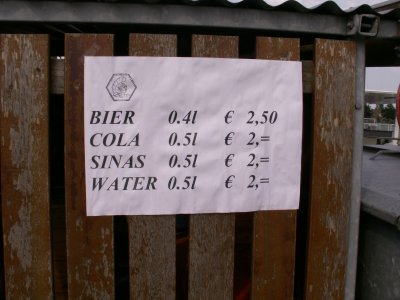 BIER 0.4l € 2,50
COLA 0.5l € 2,=
SINAS 0.5l € 2,=
WATER 0.5l € 2,=